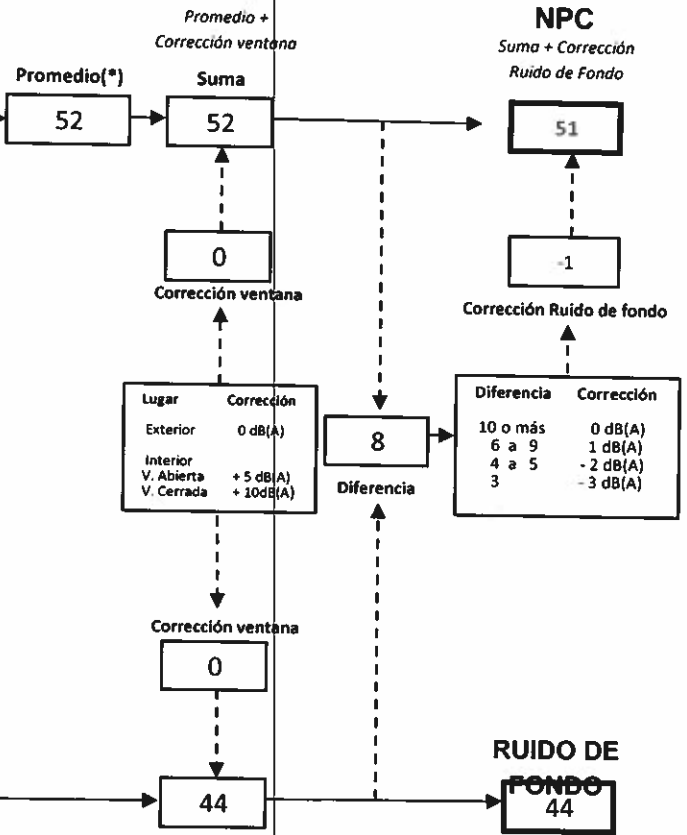 Promedio +
Corrección ventana
NPC
Suma + Corrección
Ruido de Fondo
Promedio(*)
Suma
52
52
51
0
-1
Corrección ventana
Corrección Ruido de fondo
Lugar Corrección
Exterior 0 dB(A)
Interior
V. Abierta + 5 dB(A)
V. Cerrada + 10dB(A)
8
Diferencia
Diferencia Corrección
10 o más 0 dB(A)
6 a 9 1 dB(A)
4 a 5 - 2 dB(A)
3 - 3 dB(A)
Corrección ventana
0
44
RUIDO DE
FONDO
44